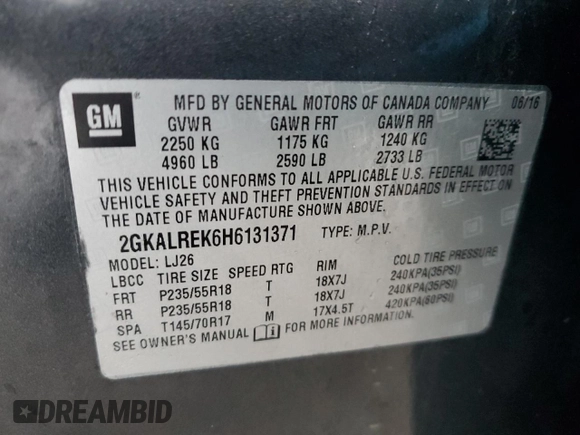 GM
MFD BY GENERAL MOTORS OF CANADA COMPANY 08/16
GVWR GAWR FRT GAWR RR
2250 KG 1175 KG 1240 KG
4960 LB 2590 LB 2733 LB
THIS VEHICLE CONFORMS TO ALL APPLICABLE U.S. FEDERAL MOTOR
VEHICLE SAFETY AND THEFT PREVENTION STANDARDS IN EFFECT ON
THE DATE OF MANUFACTURE SHOWN ABOVE.
2GKALREK6H6131371 TYPE: M.P.V.
MODEL: LJ26
LBCC TIRE SIZE SPEED RTG RIM COLD TIRE PRESSURE
FRT P235/55R18 T 18X7J 240KPA(35PSI)
RR P235/55R18 T 18X7J 240KPA(35PSI)
SPA T145/70R17 M 17X4.5T 420KPA(60PSI)
SEE OWNER'S MANUAL FOR MORE INFORMATION.
DREAMBID